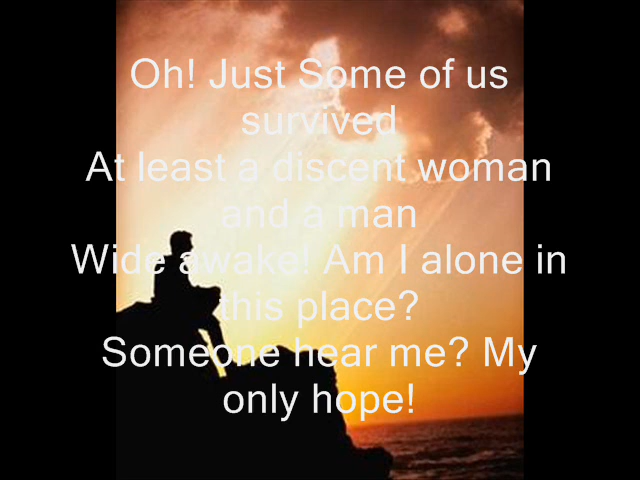 Oh! Just Some of us
survived
At least a discent woman
and a man
Wide awake! Am I alone in
this place?
Someone hear me? My
only hope!